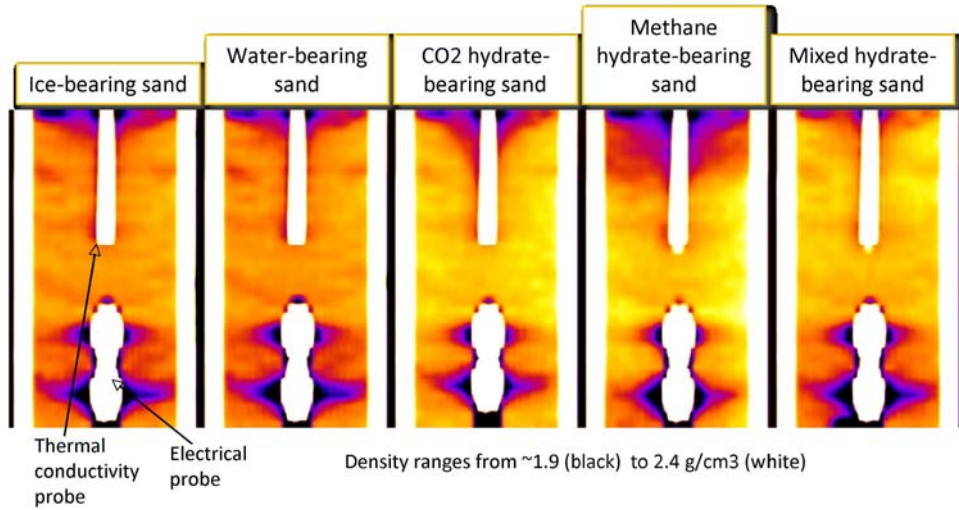 Ice-bearing sand
Water-bearing
sand
CO2 hydrate-
bearing sand
Methane
hydrate-bearing
sand
Mixed hydrate-
bearing sand
Thermal
conductivity
probe
Electrical
probe
Density ranges from ~1.9 (black) to 2.4 g/cm3 (white)